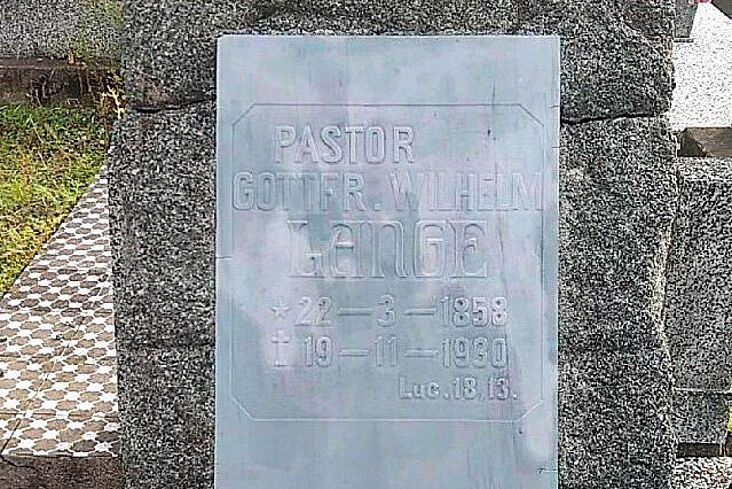 PASTOR
GOTTFR. WILHELM
LANGE
* 22-3-1858
† 19-11-1930
Luc. 18,13.